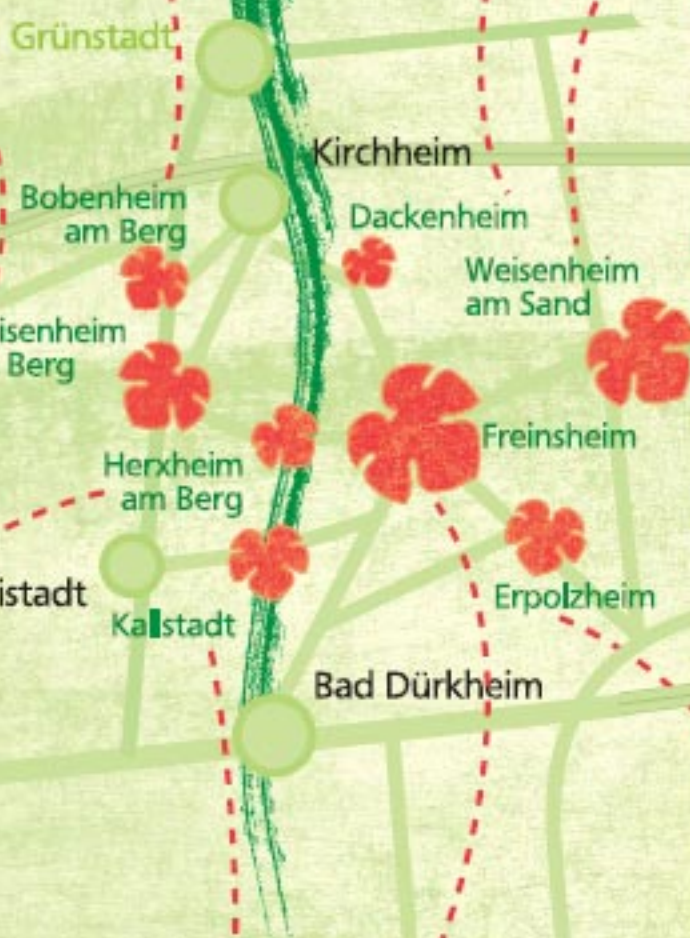 Grünstadt
Kirchheim
Bobenheim
am Berg
Dackenheim
Weisenheim
am Sand
isenheim
Berg
Freinsheim
Herxheim
am Berg
istadt
Erpolzheim
Kallstadt
Bad Dürkheim